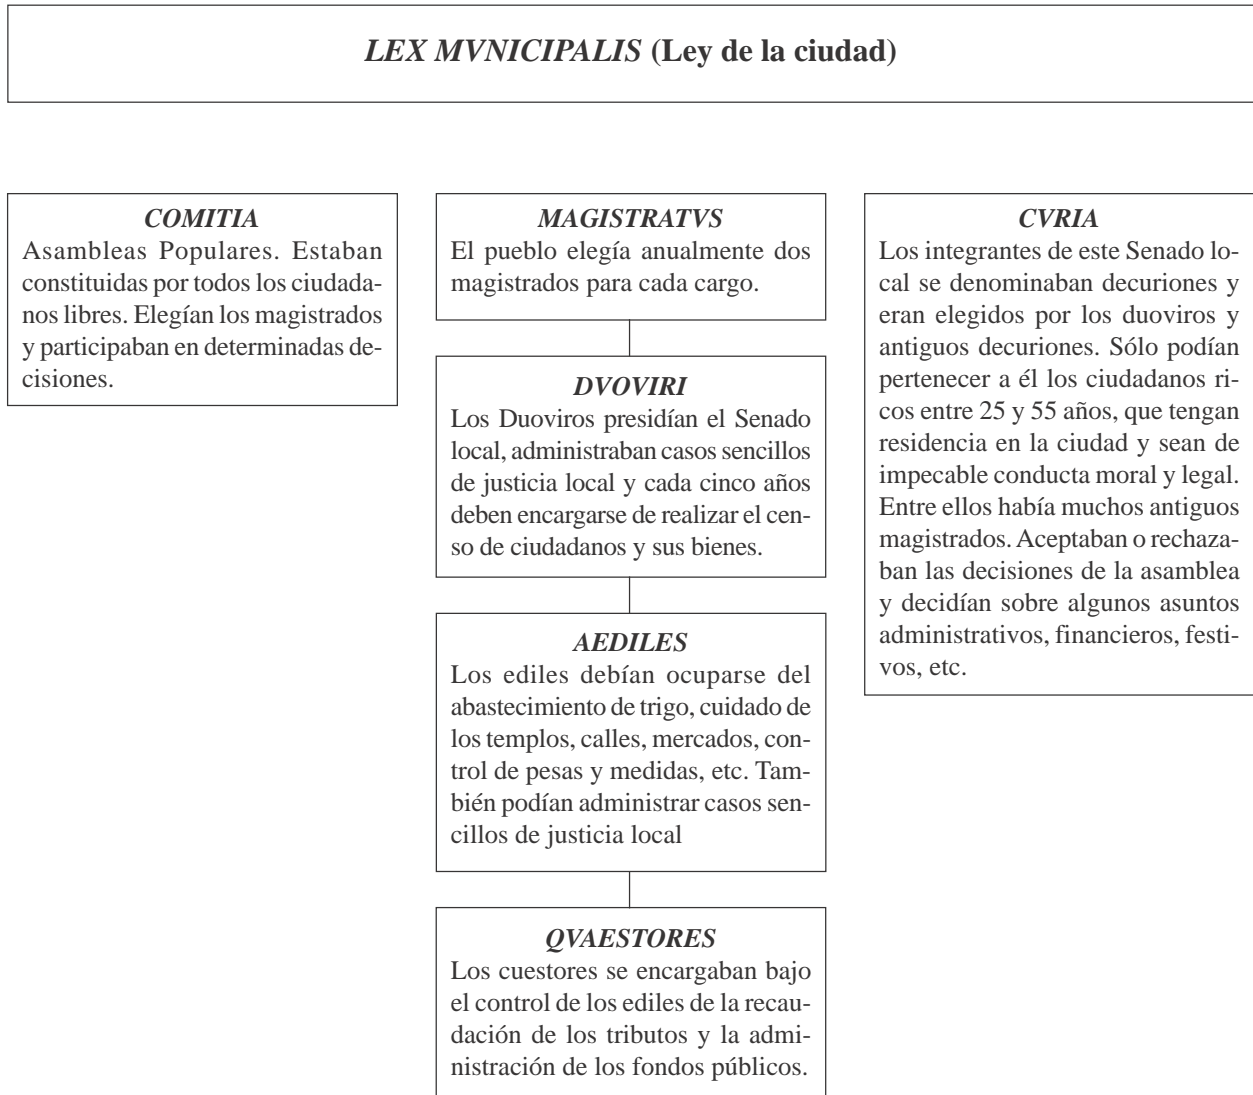 LEX MVNICIPALIS (Ley de la ciudad)
COMITIA
Asambleas Populares. Estaban
constituidas por todos los ciudada-
nos libres. Elegían los magistrados
y participaban en determinadas de-
cisiones.
MAGISTRATVS
El pueblo elegía anualmente dos
magistrados para cada cargo.
DVOVIRI
Los Duoviros presidían el Senado
local, administraban casos sencillos
de justicia local y cada cinco años
deben encargarse de realizar el cen-
so de ciudadanos y sus bienes.
AEDILES
Los ediles debían ocuparse del
abastecimiento de trigo, cuidado de
los templos, calles, mercados, con-
trol de pesas y medidas, etc. Tam-
bién podían administrar casos sen-
cillos de justicia local
QVAESTORES
Los cuestores se encargaban bajo
el control de los ediles de la recau-
dación de los tributos y la admi-
nistración de los fondos públicos.
CVRIA
Los integrantes de este Senado lo-
cal se denominaban decuriones y
eran elegidos por los duoviros y
antiguos decuriones. Sólo podían
pertenecer a él los ciudadanos ri-
cos entre 25 y 55 años, que tengan
residencia en la ciudad y sean de
impecable conducta moral y legal.
Entre ellos había muchos antiguos
magistrados. Aceptaban o rechaza-
ban las decisiones de la asamblea
y decidían sobre algunos asuntos
administrativos, financieros, festi-
vos, etc.